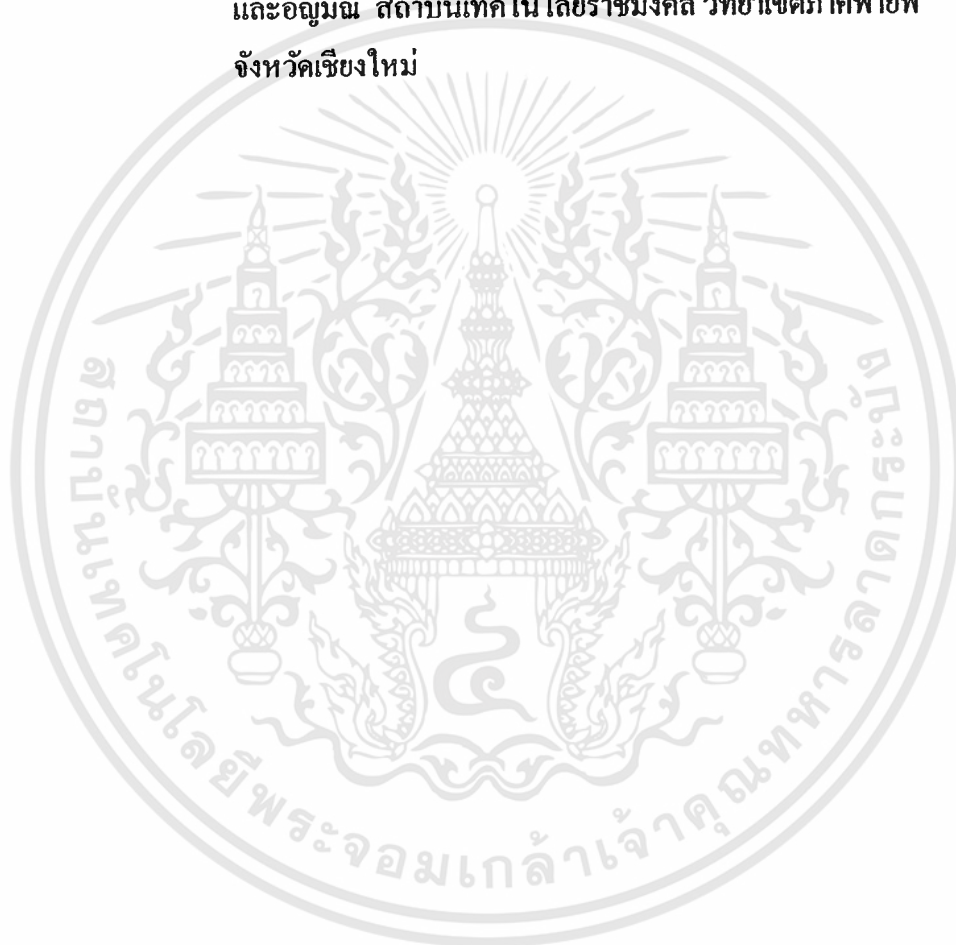 และอัญมณี สถาบันเทคโนโลยีราชมงคล วิทยาเขตภาคพายัพ
จังหวัดเชียงใหม่
สถาบันเทคโนโลยีพระจอมเกล้าเจ้าคุณทหารลาดกระบัง
๔